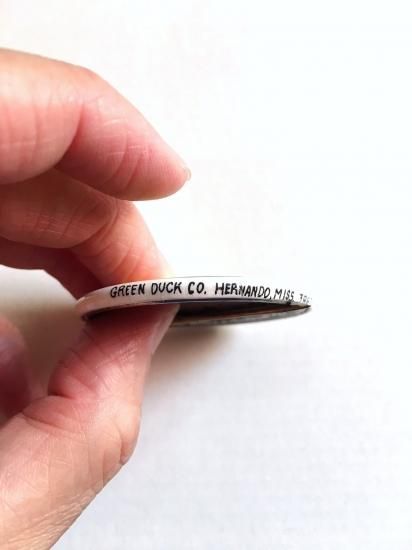 GREEN DUCK CO. HERNANDO, MISS.